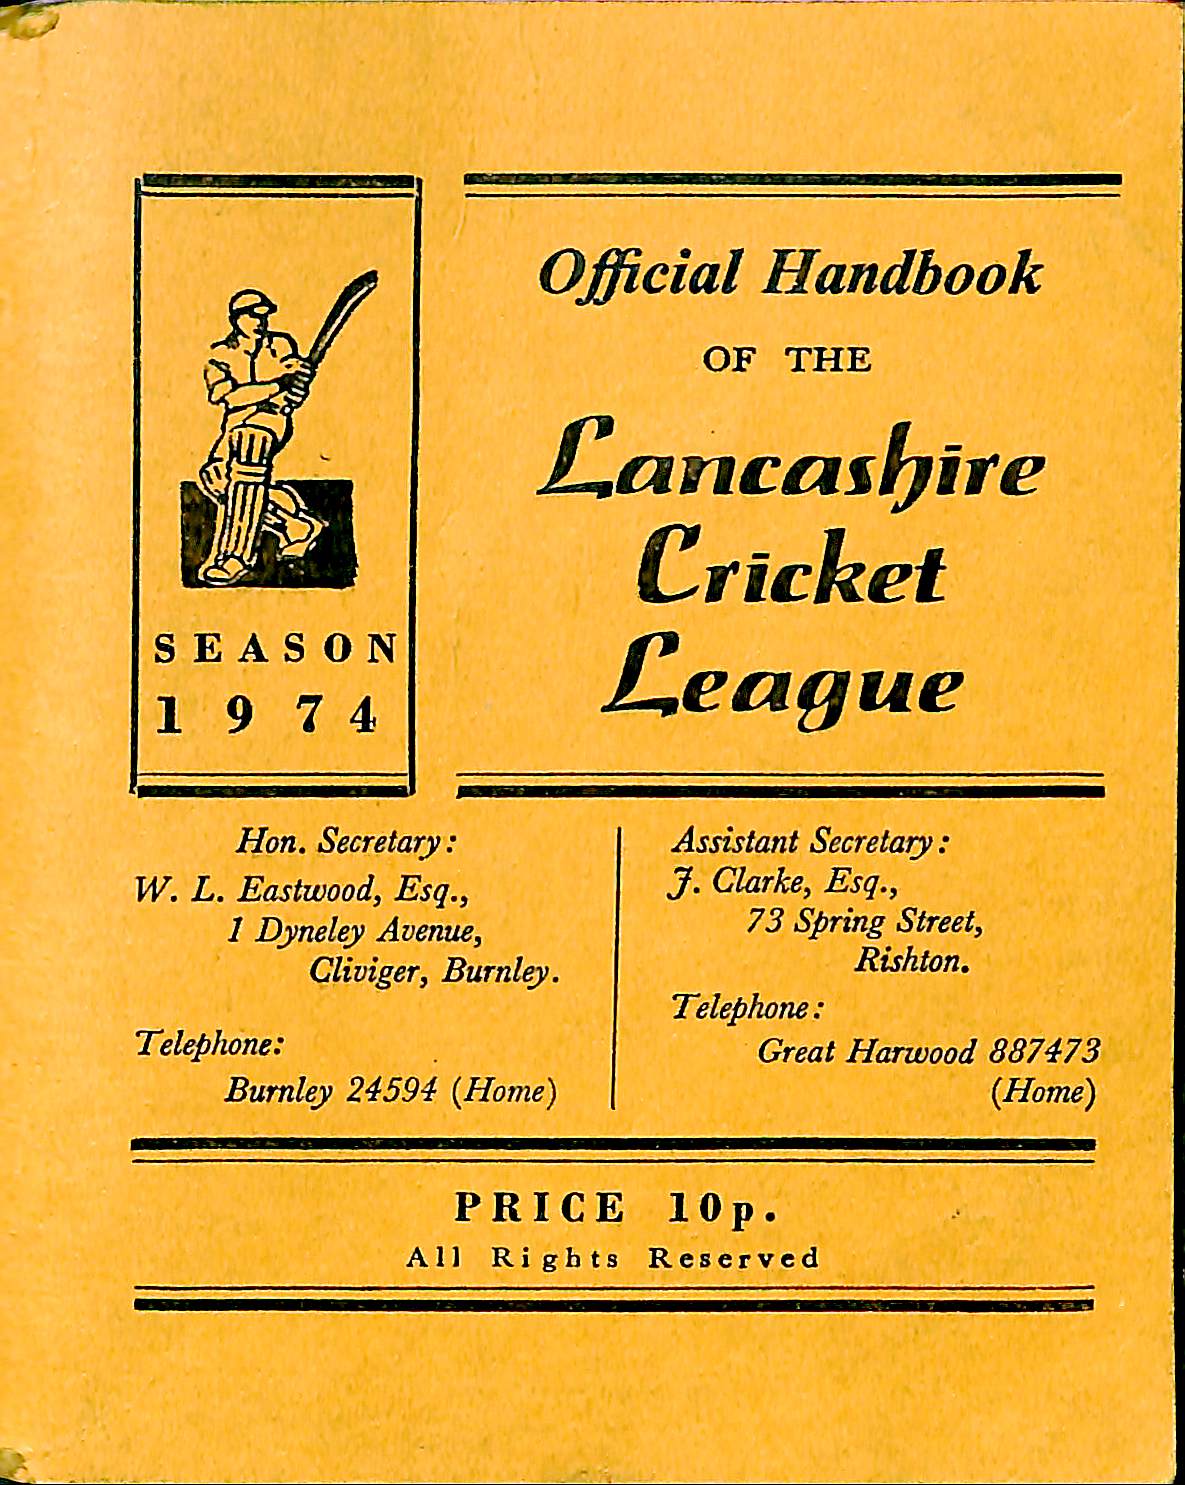 SEASON
1974
Official Handbook
OF THE
Lancashire
Cricket
League
Hon. Secretary:
W. L. Eastwood, Esq.,
1 Dyneley Avenue,
Cliviger, Burnley.
Telephone:
Burnley 24594 (Home)
Assistant Secretary:
J. Clarke, Esq.,
73 Spring Street,
Rishton.
Telephone:
Great Harwood 887473
(Home)
PRICE 10p.
All Rights Reserved